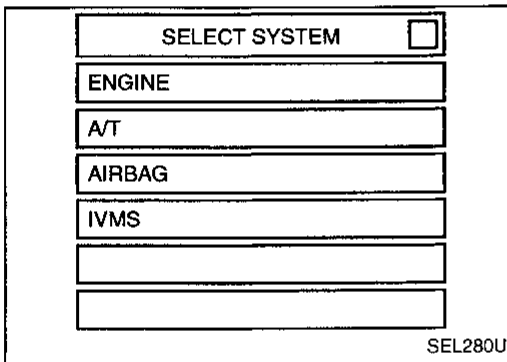 SELECT SYSTEM
ENGINE
A/T
AIRBAG
IVMS
SEL280U